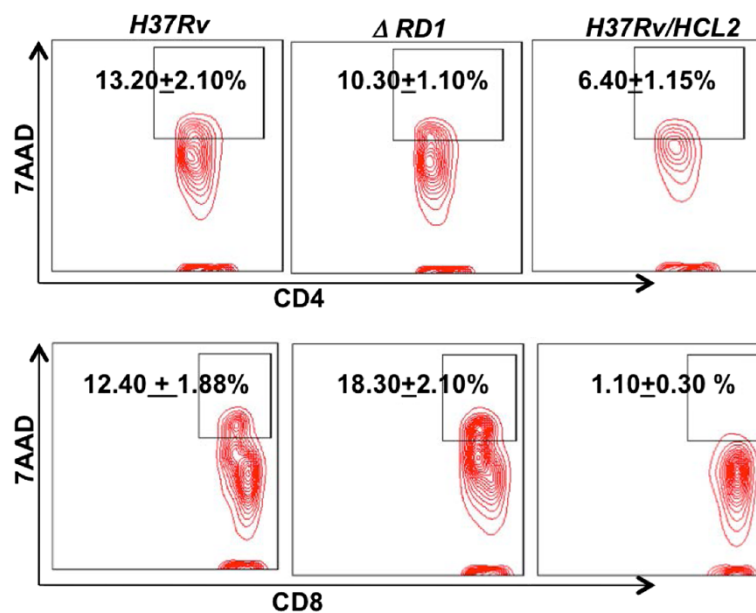 H37Rv Δ RD1 H37Rv/HCL2
13.20±2.10% 10.30±1.10% 6.40±1.15%
7AAD
CD4
12.40 ± 1.88% 18.30±2.10% 1.10±0.30 %
7AAD
CD8